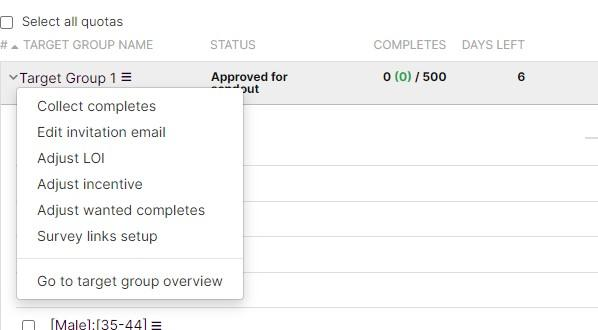 Select all quotas
# TARGET GROUP NAME STATUS COMPLETES DAYS LEFT
Target Group 1 Approved for sendout 0 (0) / 500 6
Collect completes
Edit invitation email
Adjust LOI
Adjust incentive
Adjust wanted completes
Survey links setup
Go to target group overview
[Male];[35-44]